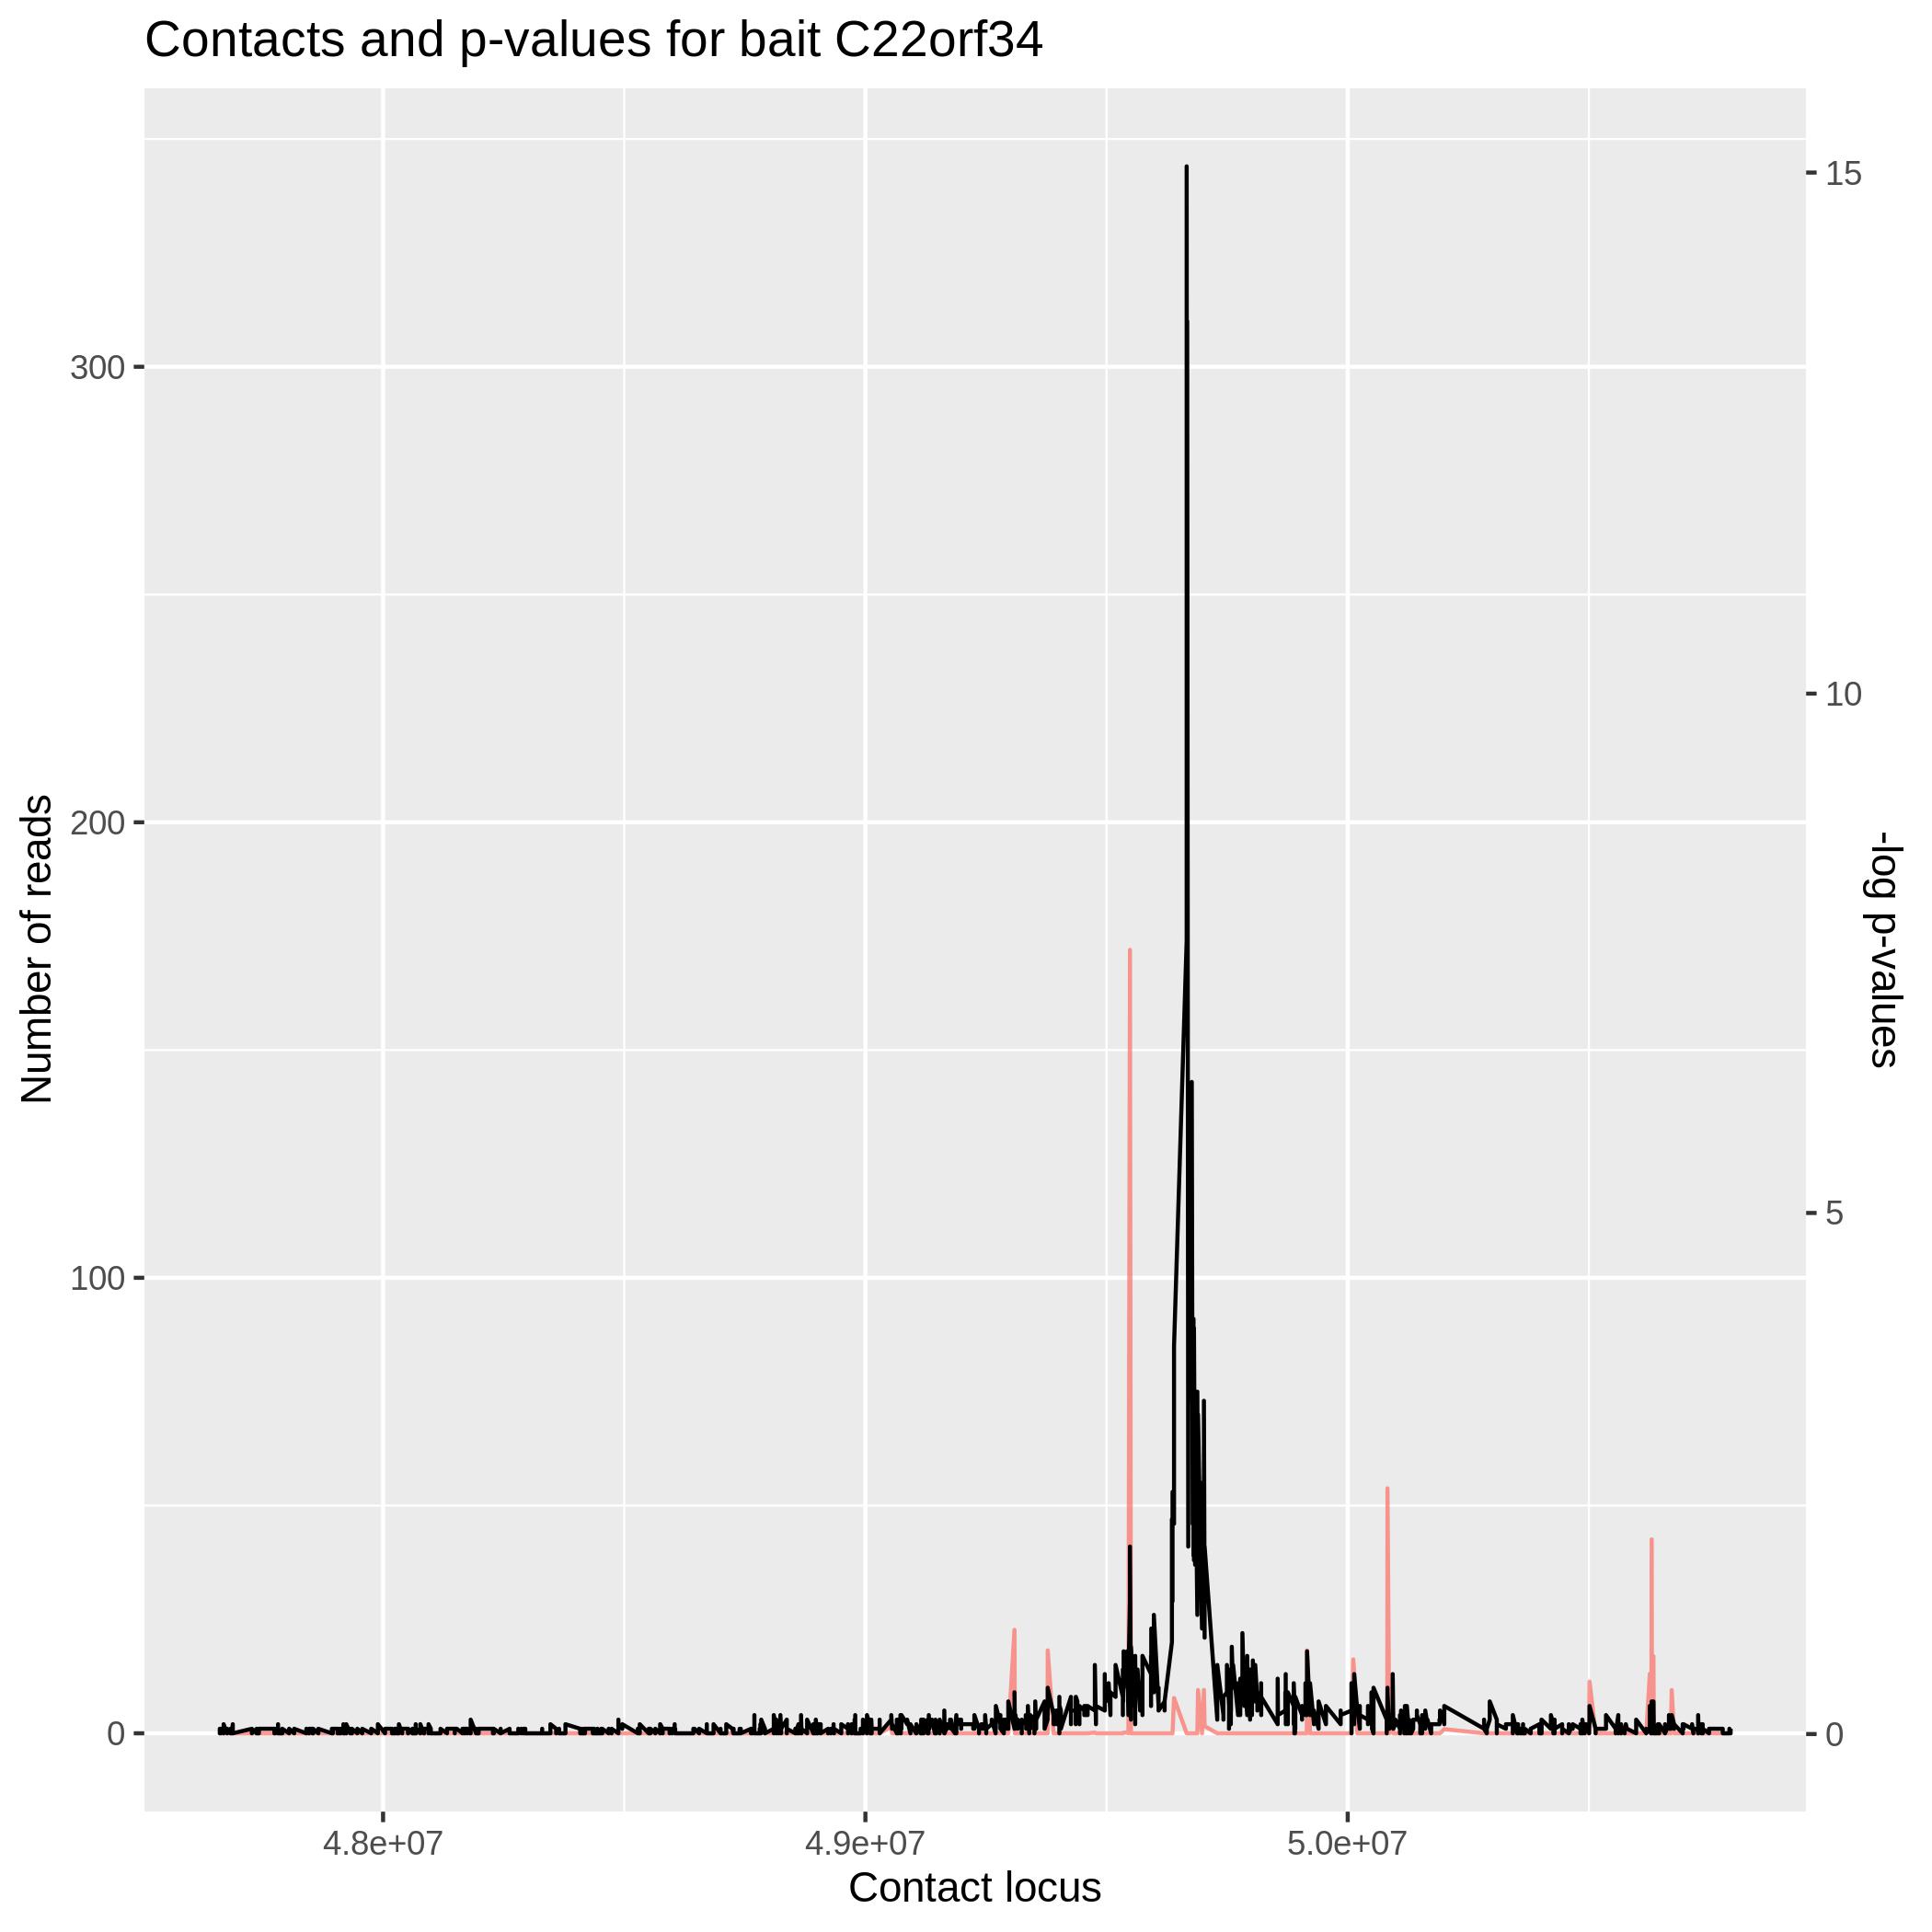 Contacts and p-values for bait C22orf34
Number of reads
300
200
100
0
15
10
5
0
-log p-values
4.8e+07
4.9e+07
5.0e+07
Contact locus